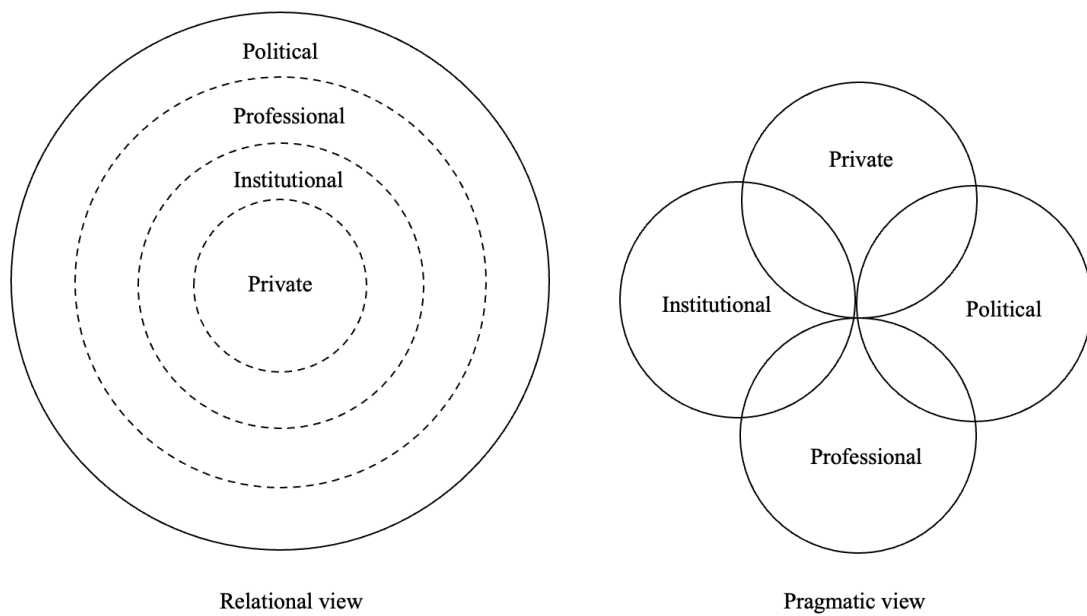 Political
Professional
Institutional
Private
Relational view
Private
Institutional
Political
Professional
Pragmatic view